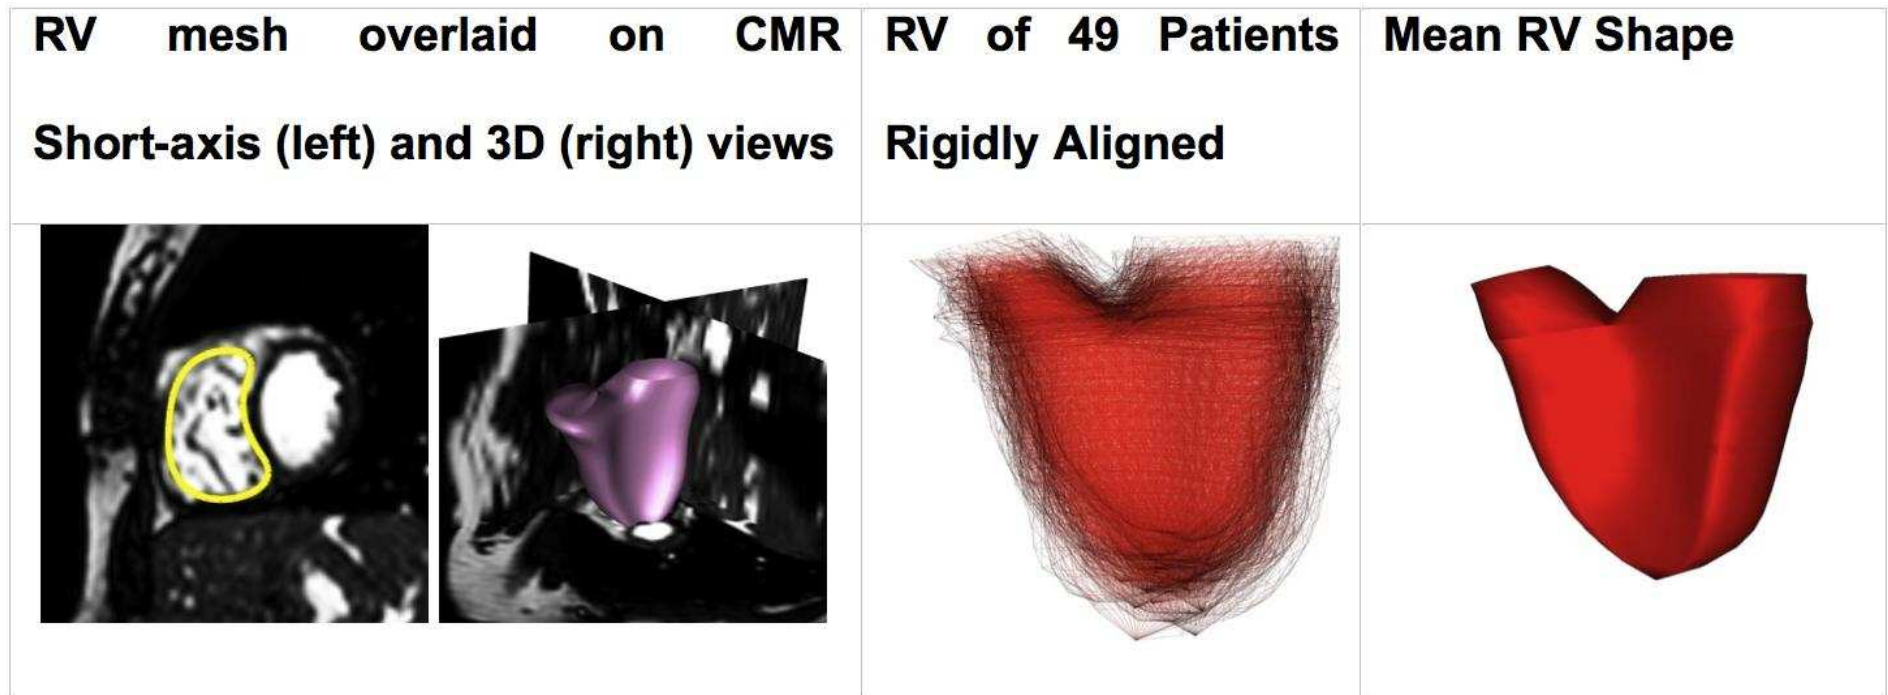 RV mesh overlaid on CMR
Short-axis (left) and 3D (right) views
RV of 49 Patients
Rigidly Aligned
Mean RV Shape